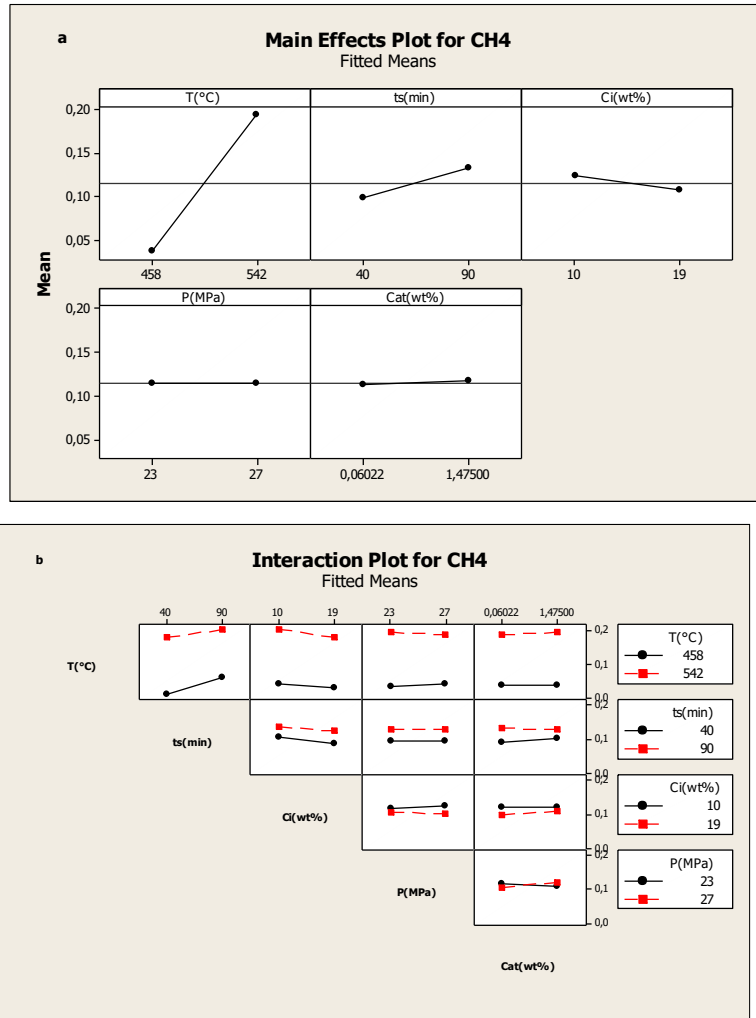 a
Main Effects Plot for CH4
Fitted Means
T(°C) ts(min) Ci(wt%)
0,20
0,15
0,10
0,05
458 542 40 90 10 19
P(MPa) Cat(wt%)
0,20
0,15
0,10
0,05
23 27 0,06022 1,47500
Mean
b
Interaction Plot for CH4
Fitted Means
40 90 10 19 23 27 0,06022 1,47500
T(°C)
0,2
0,1
0,0
T(°C)
458
542
ts(min)
0,2
0,1
0,0
ts(min)
40
90
Ci(wt%)
0,2
0,1
0,0
Ci(wt%)
10
19
P(MPa)
0,2
0,1
0,0
P(MPa)
23
27
Cat(wt%)